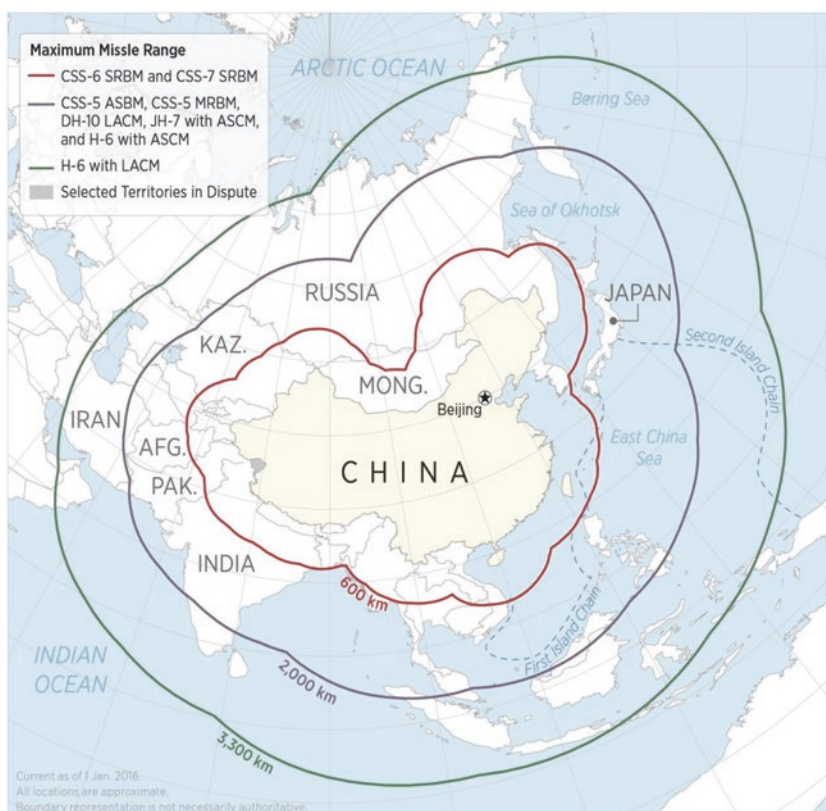 Maximum Missle Range
CSS-6 SRBM and CSS-7 SRBM
CSS-5 ASBM, CSS-5 MRBM,
DH-10 LACM, JH-7 with ASCM,
and H-6 with ASCM
H-6 with LACM
Selected Territories in Dispute
ARCTIC OCEAN
Bering Sea
Sea of Okhotsk
RUSSIA
JAPAN
KAZ.
Second Island Chain
MONG.
Beijing
IRAN
East China
Sea
AFG.
CHINA
PAK.
INDIA
600 km
First Island Chain
INDIAN
OCEAN
2,000 km
3,300 km
Current as of 1 Jan. 2016.
All locations are approximate.
Boundary representation is not necessarily authoritative.